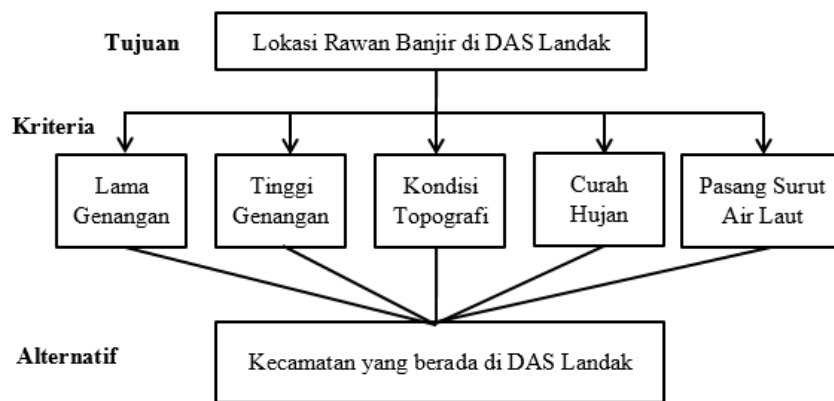 Tujuan
Lokasi Rawan Banjir di DAS Landak
Kriteria
Lama
Genangan
Tinggi
Genangan
Kondisi
Topografi
Curah
Hujan
Pasang Surut
Air Laut
Alternatif
Kecamatan yang berada di DAS Landak